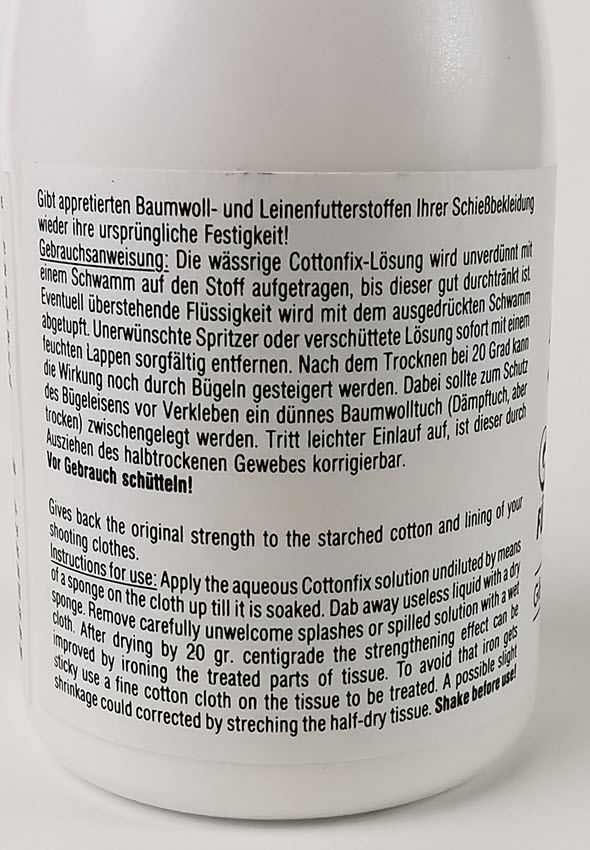 Gibt appretierten Baumwoll- und Leinenfutterstoffen Ihrer Schießbekleidung
wieder ihre ursprüngliche Festigkeit!
Gebrauchsanweisung: Die wässrige Cottonfix-Lösung wird unverdünnt mit
einem Schwamm auf den Stoff aufgetragen, bis dieser gut durchtränkt ist.
Eventuell überstehende Flüssigkeit wird mit dem ausgedrückten Schwamm
abgetupft. Unerwünschte Spritzer oder verschüttete Lösung sofort mit einem
feuchten Lappen sorgfältig entfernen. Nach dem Trocknen bei 20 Grad kann
die Wirkung noch durch Bügeln gesteigert werden. Dabei sollte zum Schutz
des Bügeleisens vor Verkleben ein dünnes Baumwolltuch (Dämpftuch, aber
trocken) zwischengelegt werden. Tritt leichter Einlauf auf, ist dieser durch
Ausziehen des halbtrockenen Gewebes korrigierbar.
Vor Gebrauch schütteln!
Gives back the original strength to the starched cotton and lining of your
shooting clothes.
Instructions for use: Apply the aqueous Cottonfix solution undiluted by means
of a sponge on the cloth up till it is soaked. Dab away useless liquid with a dry
sponge. Remove carefully unwelcome splashes or spilled solution with a wet
cloth. After drying by 20 gr. centigrade the strengthening effect can be
improved by ironing the treated parts of tissue. To avoid that iron gets
sticky use a fine cotton cloth on the tissue to be treated. A possible slight
shrinkage could corrected by streching the half-dry tissue. Shake before use!